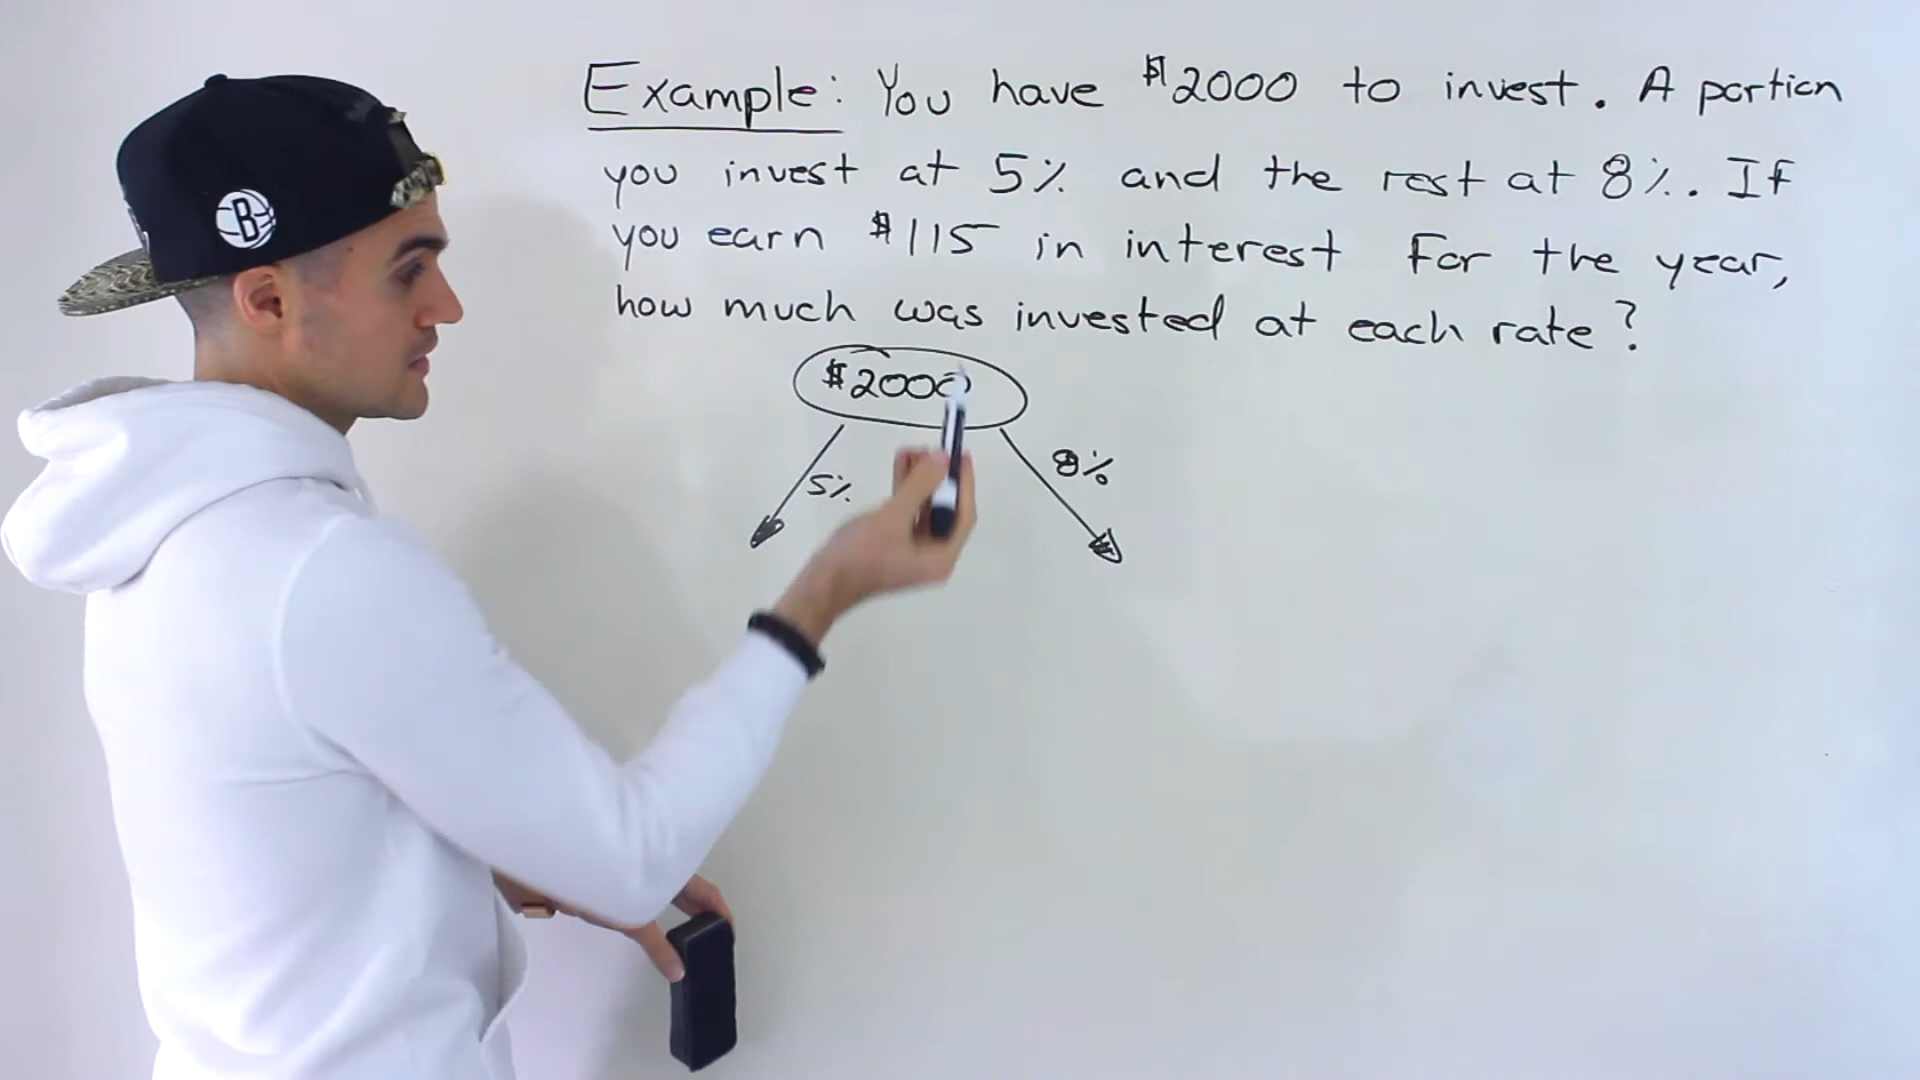 Example: You have $2000 to invest. A portion
you invest at 5% and the rest at 8%. If
you earn $115 in interest for the year,
how much was invested at each rate?
$2000
5%
8%
B